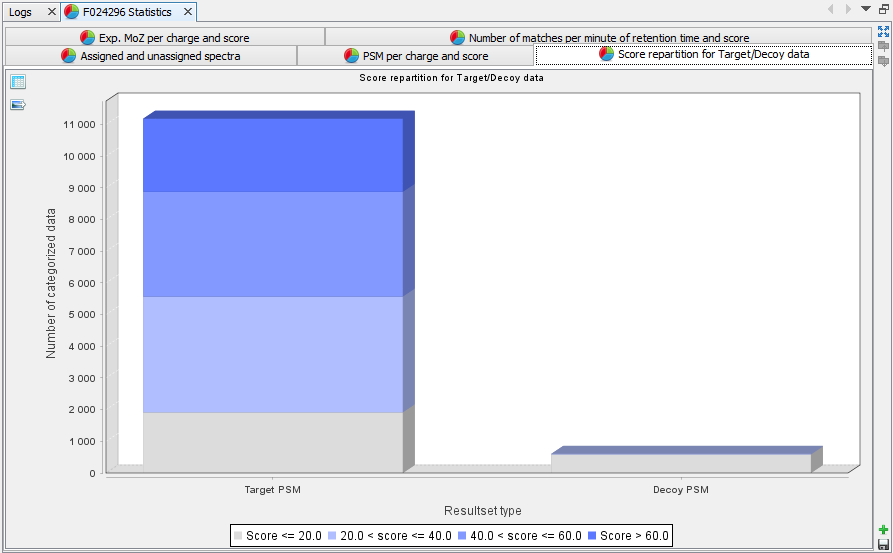 Logs
F024296 Statistics
Exp. MoZ per charge and score
Number of matches per minute of retention time and score
Assigned and unassigned spectra
PSM per charge and score
Score repartition for Target/Decoy data
Score repartition for Target/Decoy data
Number of categorized data
11 000
10 000
9 000
8 000
7 000
6 000
5 000
4 000
3 000
2 000
1 000
0
Target PSM
Decoy PSM
Resultset type
Score <= 20.0
20.0 < score <= 40.0
40.0 < score <= 60.0
Score > 60.0